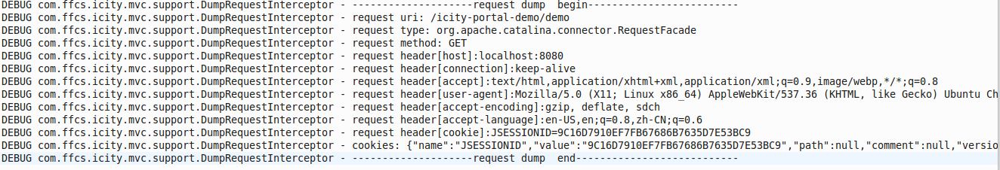 DEBUG com.ffcs.icity.mvc.support.DumpRequestInterceptor - --------------------request dump  begin-------------------------
DEBUG com.ffcs.icity.mvc.support.DumpRequestInterceptor - request uri: /icity-portal-demo/demo
DEBUG com.ffcs.icity.mvc.support.DumpRequestInterceptor - request type: org.apache.catalina.connector.RequestFacade
DEBUG com.ffcs.icity.mvc.support.DumpRequestInterceptor - request method: GET
DEBUG com.ffcs.icity.mvc.support.DumpRequestInterceptor - request header[host]:localhost:8080
DEBUG com.ffcs.icity.mvc.support.DumpRequestInterceptor - request header[connection]:keep-alive
DEBUG com.ffcs.icity.mvc.support.DumpRequestInterceptor - request header[accept]:text/html,application/xhtml+xml,application/xml;q=0.9,image/webp,*/*;q=0.8
DEBUG com.ffcs.icity.mvc.support.DumpRequestInterceptor - request header[user-agent]:Mozilla/5.0 (X11; Linux x86_64) AppleWebKit/537.36 (KHTML, like Gecko) Ubuntu Ch
DEBUG com.ffcs.icity.mvc.support.DumpRequestInterceptor - request header[accept-encoding]:gzip, deflate, sdch
DEBUG com.ffcs.icity.mvc.support.DumpRequestInterceptor - request header[accept-language]:en-US,en;q=0.8,zh-CN;q=0.6
DEBUG com.ffcs.icity.mvc.support.DumpRequestInterceptor - request header[cookie]:JSESSIONID=9C16D7910EF7FB67686B7635D7E53BC9
DEBUG com.ffcs.icity.mvc.support.DumpRequestInterceptor - cookies: {"name":"JSESSIONID","value":"9C16D7910EF7FB67686B7635D7E53BC9","path":null,"comment":null,"versio
DEBUG com.ffcs.icity.mvc.support.DumpRequestInterceptor - --------------------request dump  end---------------------------